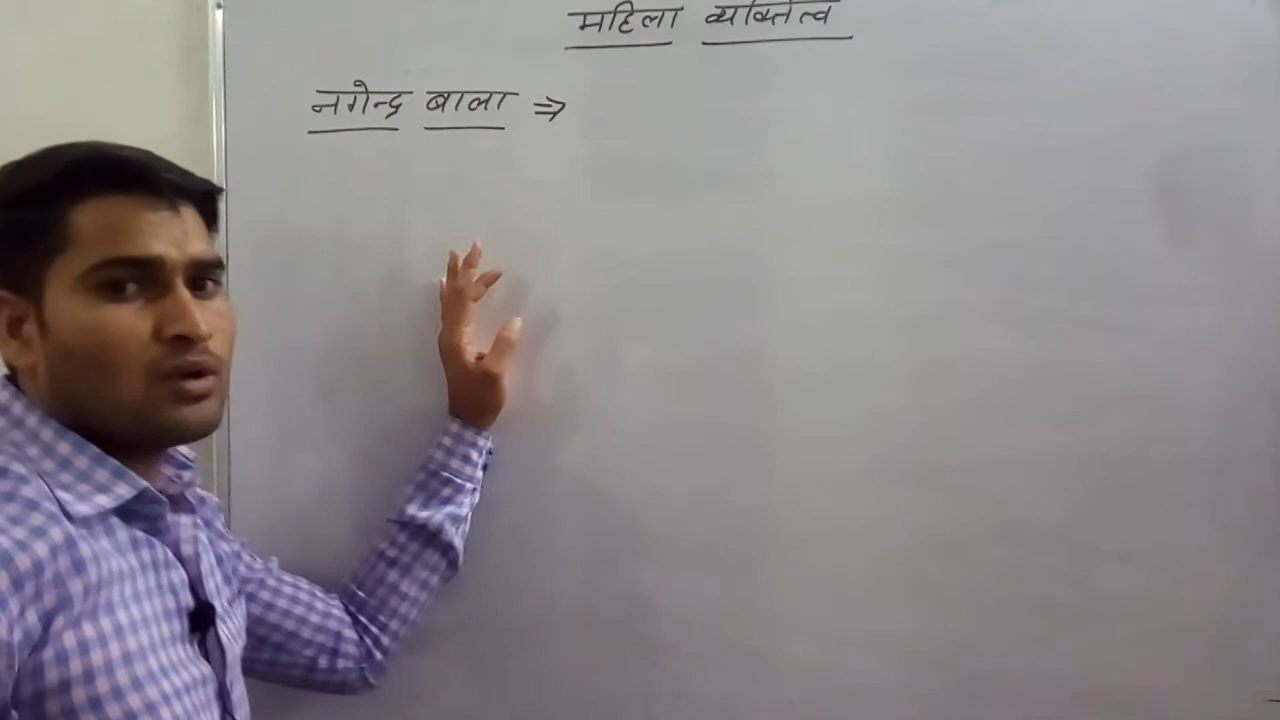 महिला व्यक्तित्व
नगेन्द्र बाला ⇒